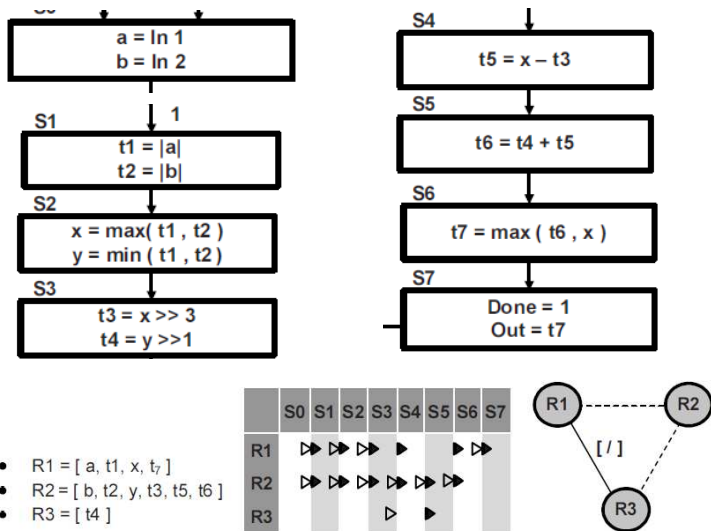 a = In 1
b = In 2
1
S1
t1 = |a|
t2 = |b|
S2
x = max( t1 , t2 )
y = min ( t1 , t2 )
S3
t3 = x >> 3
t4 = y >>1
S4
t5 = x – t3
S5
t6 = t4 + t5
S6
t7 = max ( t6 , x )
S7
Done = 1
Out = t7
• R1 = [ a, t1, x, t₇ ]
• R2 = [ b, t2, y, t3, t5, t6 ]
• R3 = [ t4 ]
S0 S1 S2 S3 S4 S5 S6 S7
R1
R2
R3
R1 R2
[ / ]
R3